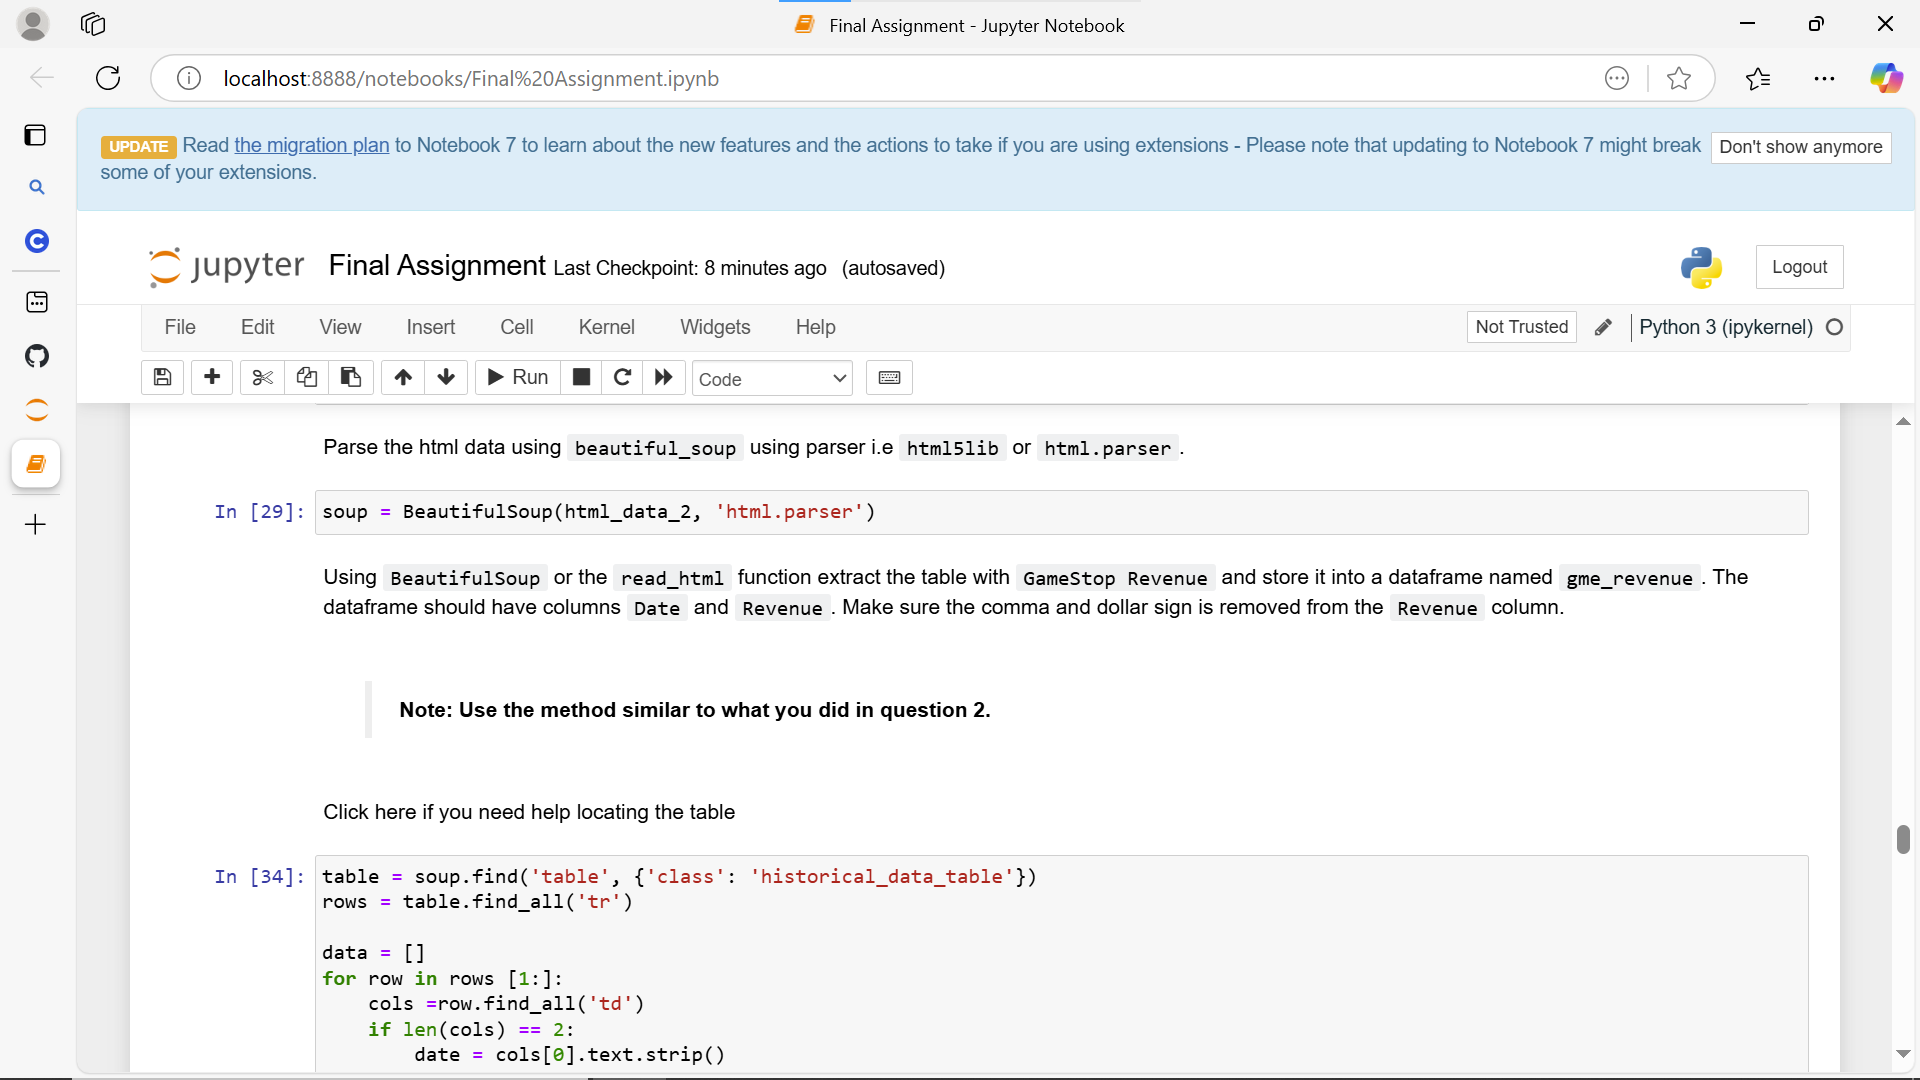 Final Assignment - Jupyter Notebook
localhost:8888/notebooks/Final%20Assignment.ipynb
UPDATE Read the migration plan to Notebook 7 to learn about the new features and the actions to take if you are using extensions - Please note that updating to Notebook 7 might break
some of your extensions.
Don't show anymore
jupyter Final Assignment Last Checkpoint: 8 minutes ago (autosaved)
Logout
File Edit View Insert Cell Kernel Widgets Help
Not Trusted
Python 3 (ipykernel)
Run
Code
Parse the html data using beautiful_soup using parser i.e html5lib or html.parser .
In [29]: soup = BeautifulSoup(html_data_2, 'html.parser')
Using BeautifulSoup or the read_html function extract the table with GameStop Revenue and store it into a dataframe named gme_revenue . The
dataframe should have columns Date and Revenue . Make sure the comma and dollar sign is removed from the Revenue column.
Note: Use the method similar to what you did in question 2.
Click here if you need help locating the table
In [34]: table = soup.find('table', {'class': 'historical_data_table'})
rows = table.find_all('tr')
data = []
for row in rows [1:]:
cols =row.find_all('td')
if len(cols) == 2:
date = cols[0].text.strip()